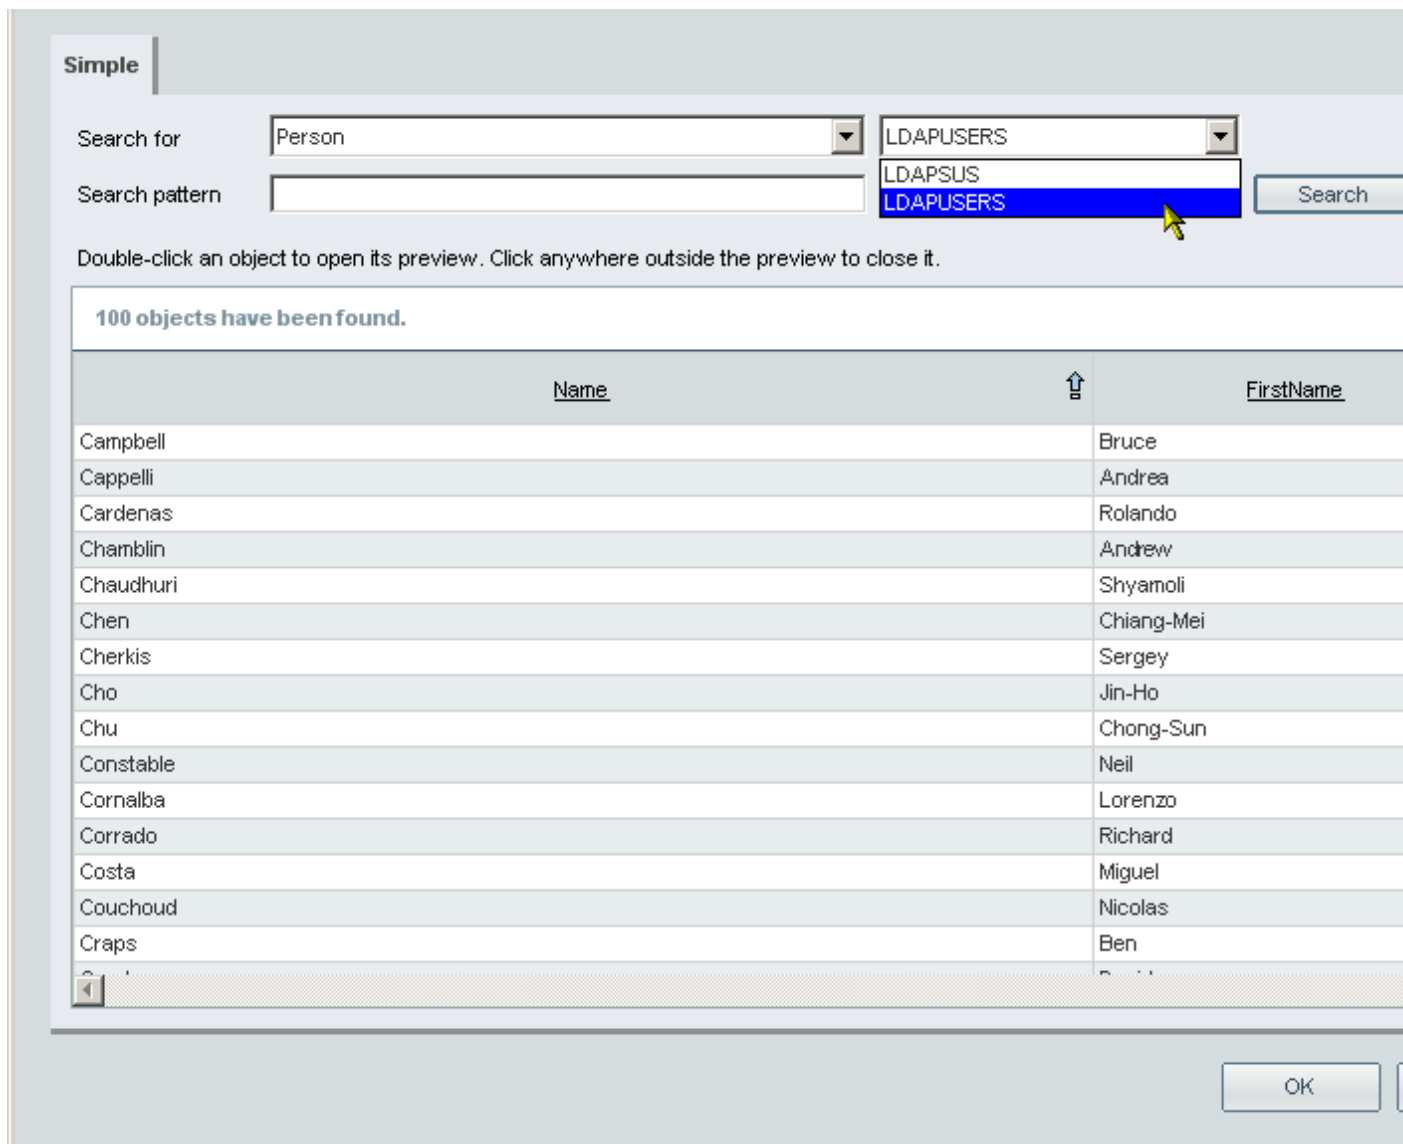 Simple
Search for Person LDAPUSERS
LDAPSUS
Search pattern LDAPUSERS Search
Double-click an object to open its preview. Click anywhere outside the preview to close it.
100 objects have been found.
Name FirstName
Campbell Bruce
Cappelli Andrea
Cardenas Rolando
Chamblin Andrew
Chaudhuri Shyamoli
Chen Chiang-Mei
Cherkis Sergey
Cho Jin-Ho
Chu Chong-Sun
Constable Neil
Cornalba Lorenzo
Corrado Richard
Costa Miguel
Couchoud Nicolas
Craps Ben
OK